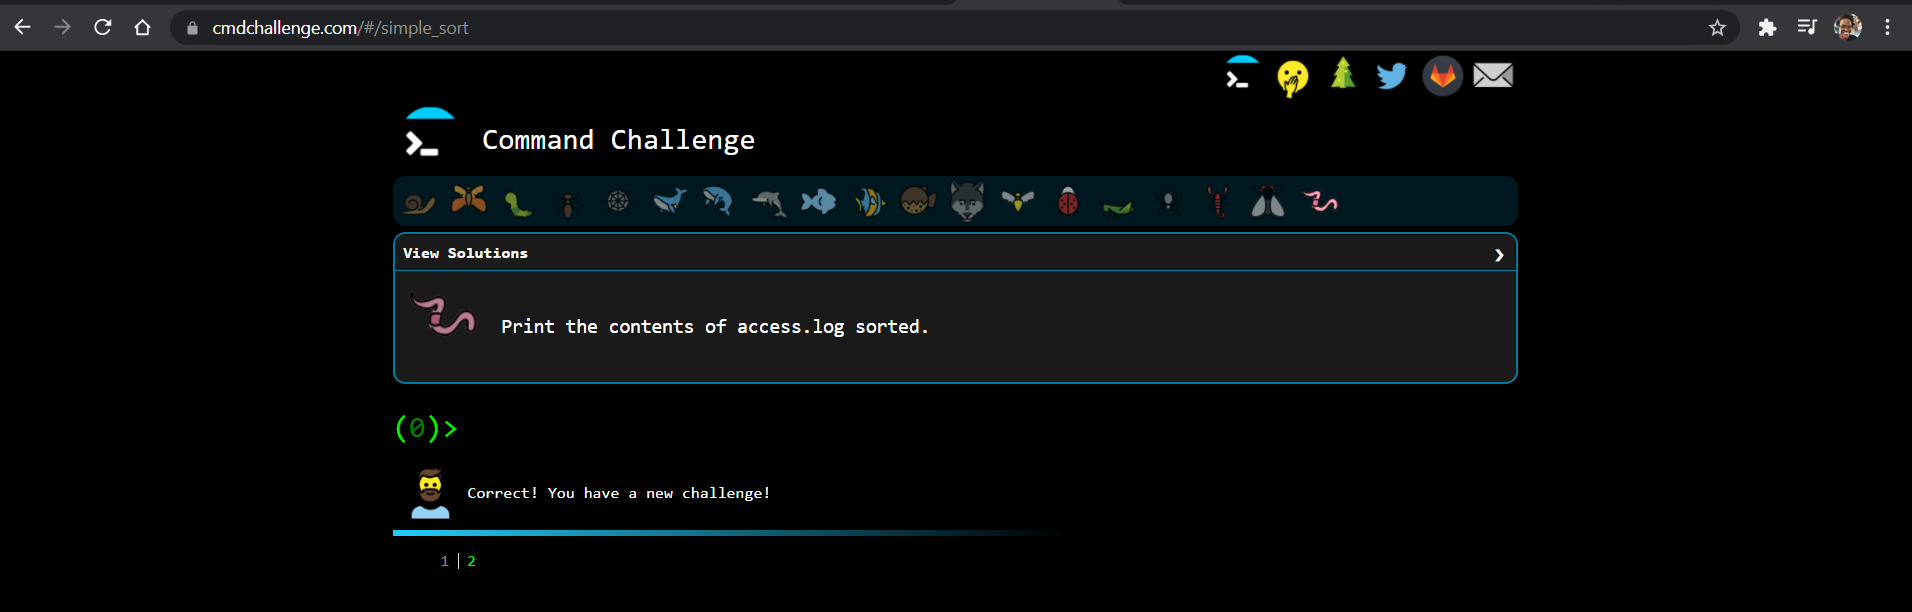 cmdchallenge.com/#/simple_sort
Command Challenge
View Solutions
Print the contents of access.log sorted.
(0)>
Correct! You have a new challenge!
1 | 2